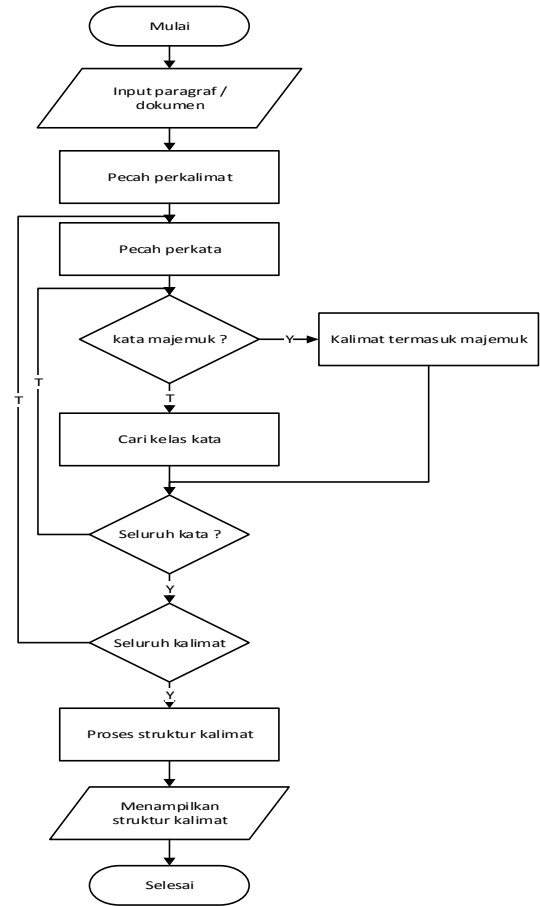 Mulai
Input paragraf /
dokumen
Pecah perkalimat
Pecah perkata
kata majemuk ?
Y
Kalimat termasuk majemuk
T
T
T
Cari kelas kata
Seluruh kata ?
Y
Seluruh kalimat
Y
Proses struktur kalimat
Menampilkan
struktur kalimat
Selesai